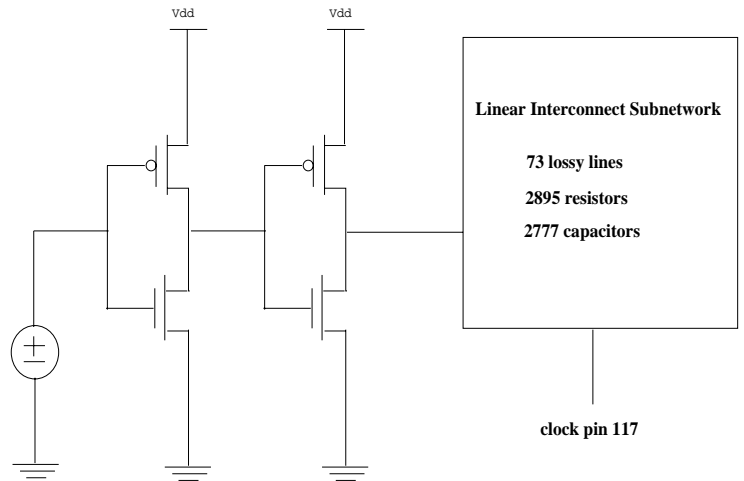 Vdd
Vdd
Linear Interconnect Subnetwork
73 lossy lines
2895 resistors
2777 capacitors
clock pin 117